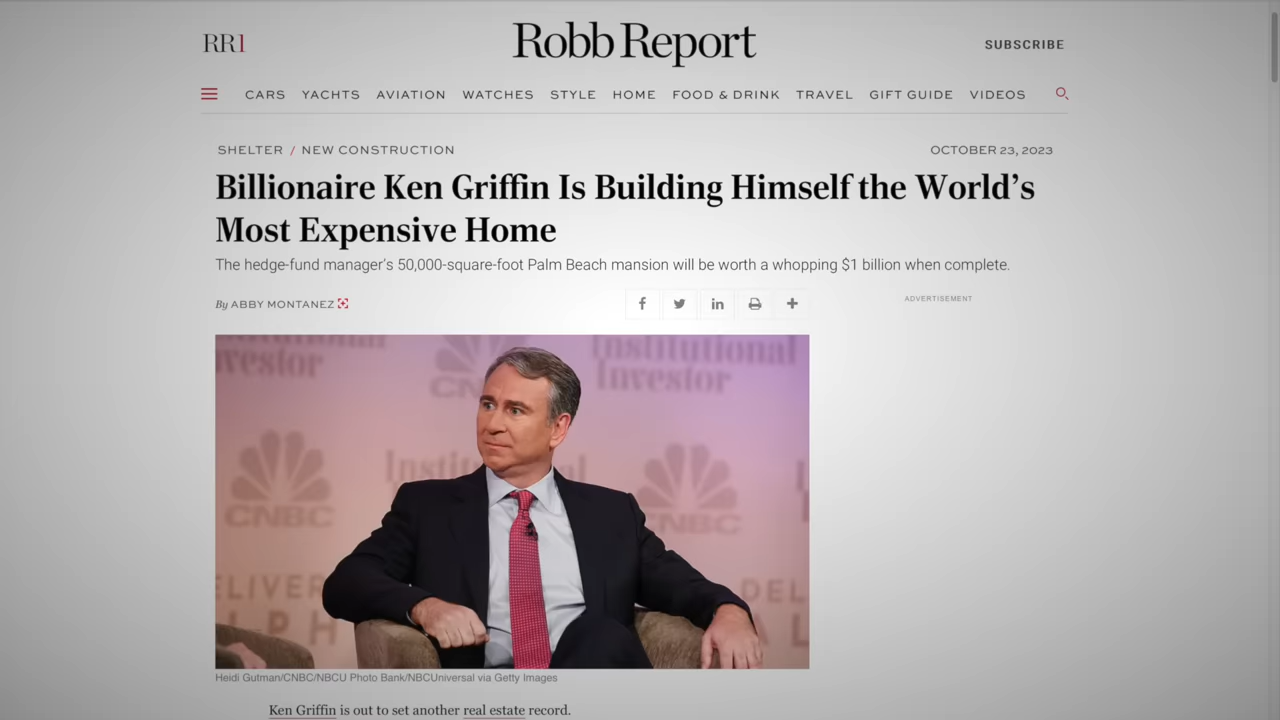 RR1
Robb Report
SUBSCRIBE
CARS YACHTS AVIATION WATCHES STYLE HOME FOOD & DRINK TRAVEL GIFT GUIDE VIDEOS
SHELTER / NEW CONSTRUCTION
OCTOBER 23, 2023
Billionaire Ken Griffin Is Building Himself the World's
Most Expensive Home
The hedge-fund manager's 50,000-square-foot Palm Beach mansion will be worth a whopping $1 billion when complete.
By ABBY MONTANEZ
ADVERTISEMENT
Institutional
Investor
CNBC
CNBC
Heidi Gutman/CNBC/NBCU Photo Bank/NBCUniversal via Getty Images
Ken Griffin is out to set another real estate record.